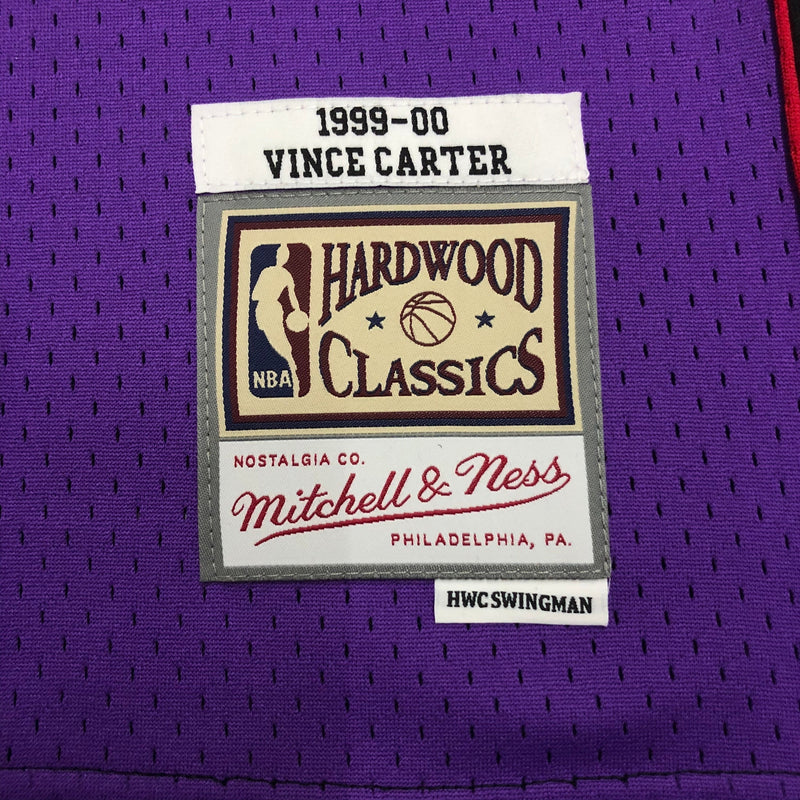 1999-00
VINCE CARTER
HARDWOOD
CLASSICS
NBA
NOSTALGIA CO.
Mitchell & Ness
PHILADELPHIA, PA.
HWC SWINGMAN